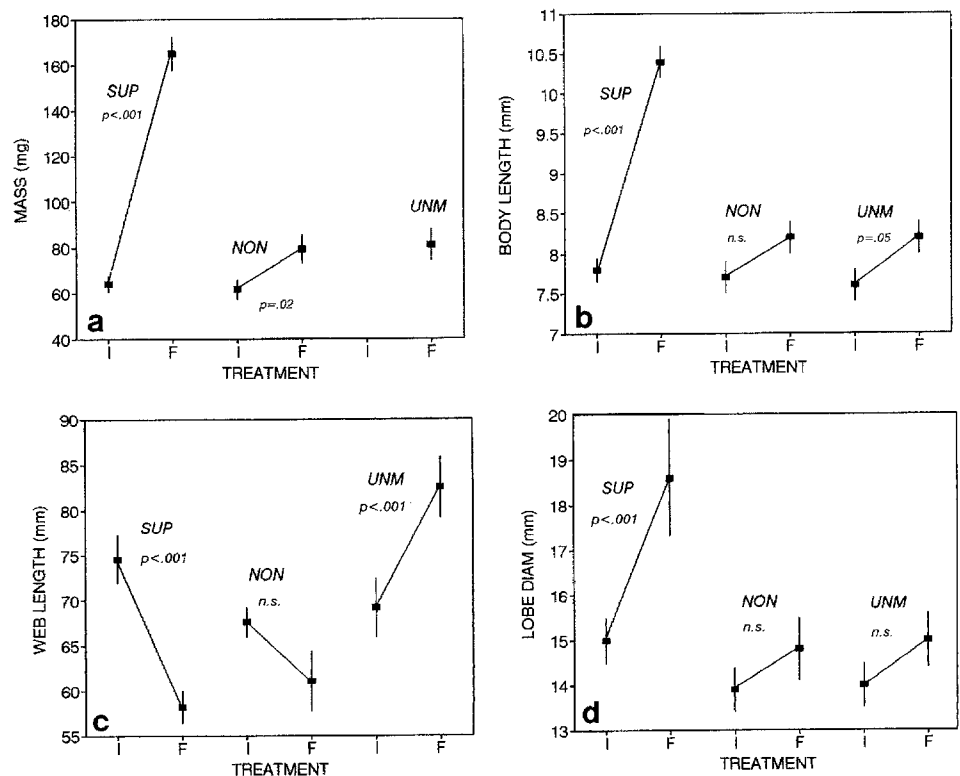 180
160
140
120
100
80
60
40
MASS (mg)
SUP
p<.001
NON
p=.02
UNM
a
I F I F I F
TREATMENT
10.5
10
9.5
9
8.5
8
7.5
7
BODY LENGTH (mm)
SUP
p<.001
NON
n.s.
UNM
p=.05
b
I F I F I F
TREATMENT
90
85
80
75
70
65
60
55
WEB LENGTH (mm)
SUP
p<.001
NON
n.s.
UNM
p<.001
c
I F I F I F
TREATMENT
20
19
18
17
16
15
14
13
LOBE DIAM (mm)
SUP
p<.001
NON
n.s.
UNM
n.s.
d
I F I F I F
TREATMENT